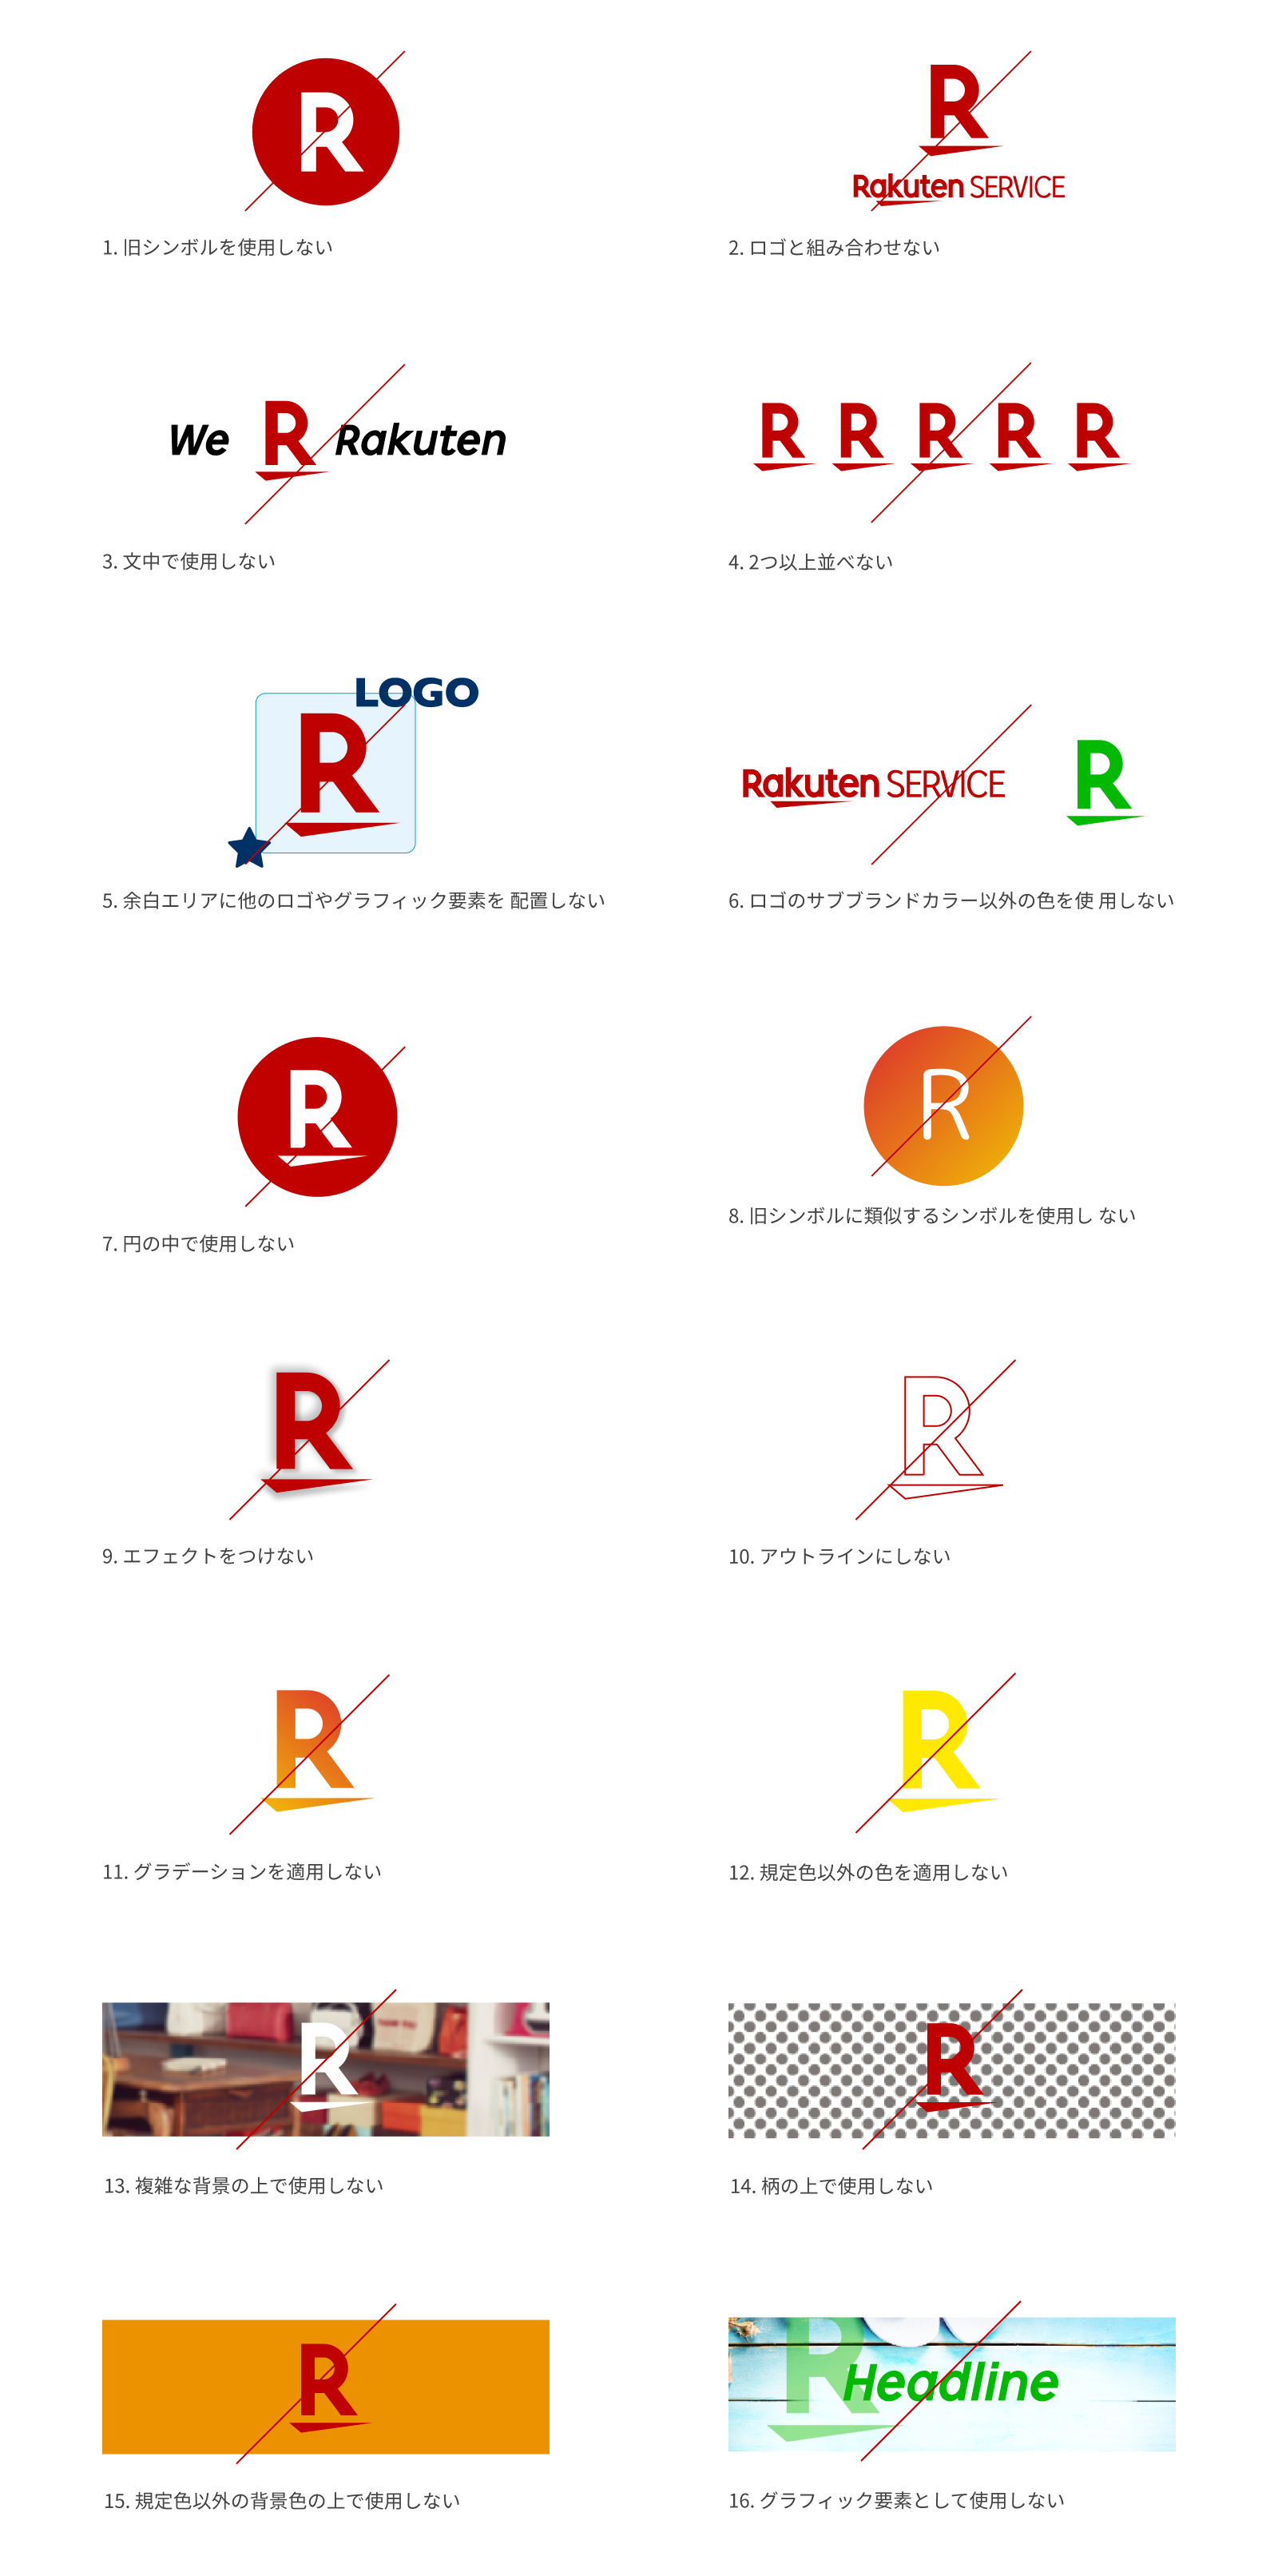 R
R
Rakuten SERVICE
1. 旧シンボルを使用しない
2. ロゴと組み合わせない
We R Rakuten
R R R R R
3. 文中で使用しない
4. 2つ以上並べない
LOGO
R
Rakuten SERVICE
R
5. 余白エリアに他のロゴやグラフィック要素を 配置しない
6. ロゴのサブブランドカラー以外の色を使 用しない
R
R
7. 円の中で使用しない
8. 旧シンボルに類似するシンボルを使用し ない
R
R
9. エフェクトをつけない
10. アウトラインにしない
R
R
11. グラデーションを適用しない
12. 規定色以外の色を適用しない
R
R
13. 複雑な背景の上で使用しない
14. 柄の上で使用しない
R
R
Headline
15. 規定色以外の背景色の上で使用しない
16. グラフィック要素として使用しない